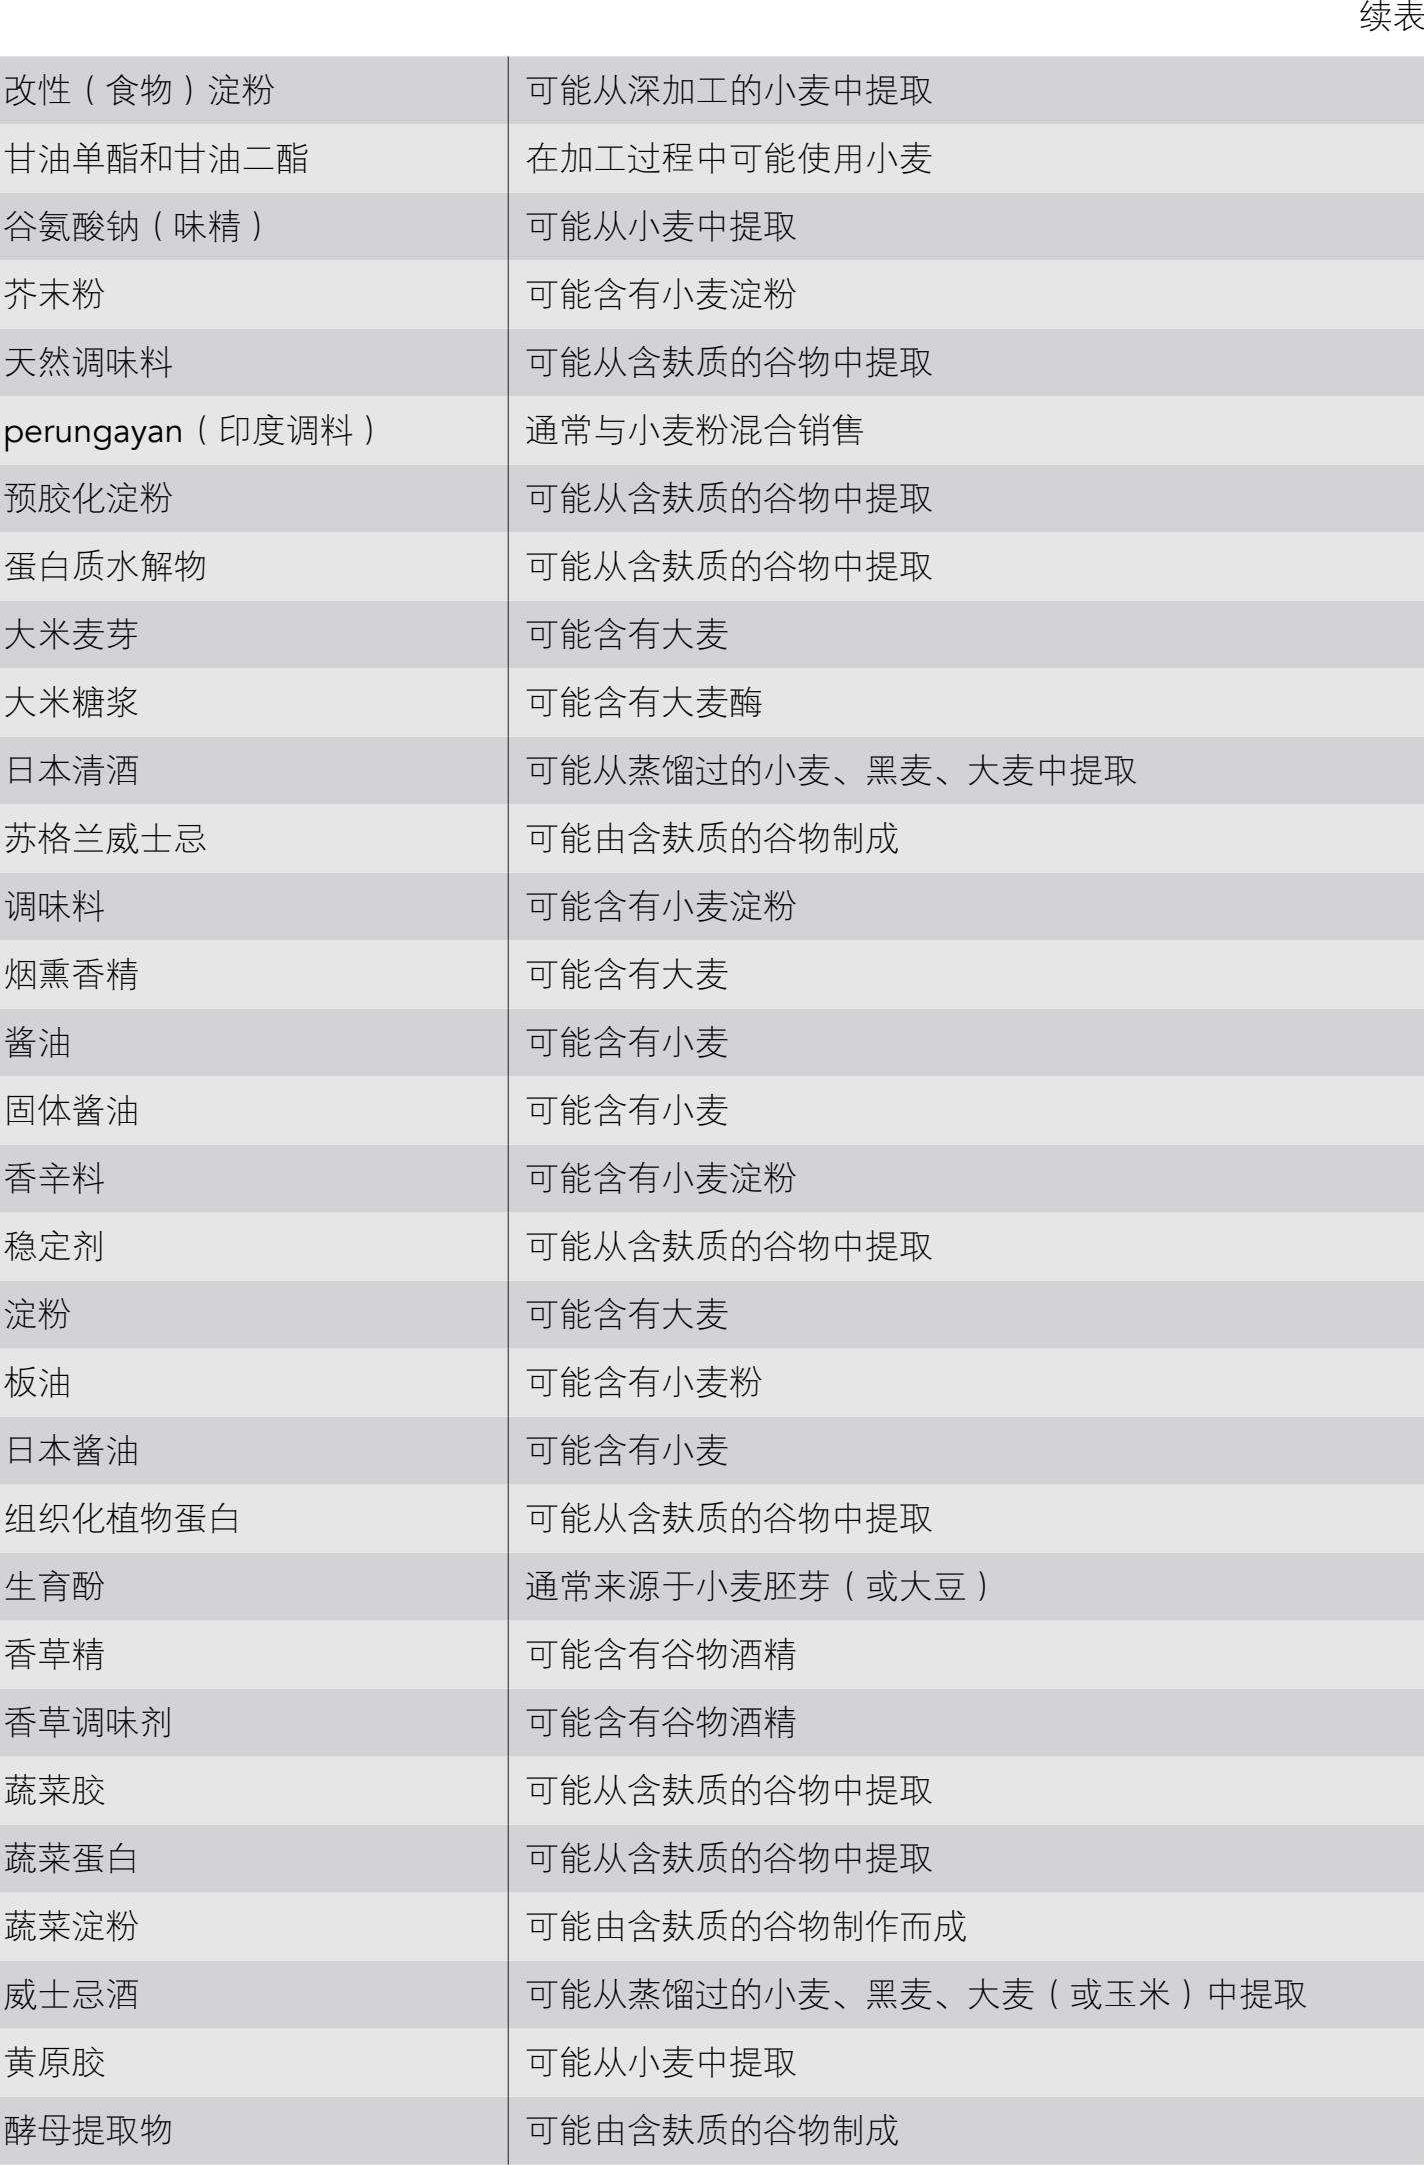 续表
改性（食物）淀粉 可能从深加工的小麦中提取
甘油单酯和甘油二酯 在加工过程中可能使用小麦
谷氨酸钠（味精） 可能从小麦中提取
芥末粉 可能含有小麦淀粉
天然调味料 可能从含麸质的谷物中提取
perungayan（印度调料） 通常与小麦粉混合销售
预胶化淀粉 可能从含麸质的谷物中提取
蛋白质水解物 可能从含麸质的谷物中提取
大米麦芽 可能含有大麦
大米糖浆 可能含有大麦酶
日本清酒 可能从蒸馏过的小麦、黑麦、大麦中提取
苏格兰威士忌 可能由含麸质的谷物制成
调味料 可能含有小麦淀粉
烟熏香精 可能含有大麦
酱油 可能含有小麦
固体酱油 可能含有小麦
香辛料 可能含有小麦淀粉
稳定剂 可能从含麸质的谷物中提取
淀粉 可能含有大麦
板油 可能含有小麦粉
日本酱油 可能含有小麦
组织化植物蛋白 可能从含麸质的谷物中提取
生育酚 通常来源于小麦胚芽（或大豆）
香草精 可能含有谷物酒精
香草调味剂 可能含有谷物酒精
蔬菜胶 可能从含麸质的谷物中提取
蔬菜蛋白 可能从含麸质的谷物中提取
蔬菜淀粉 可能由含麸质的谷物制作而成
威士忌酒 可能从蒸馏过的小麦、黑麦、大麦（或玉米）中提取
黄原胶 可能从小麦中提取
酵母提取物 可能由含麸质的谷物制成